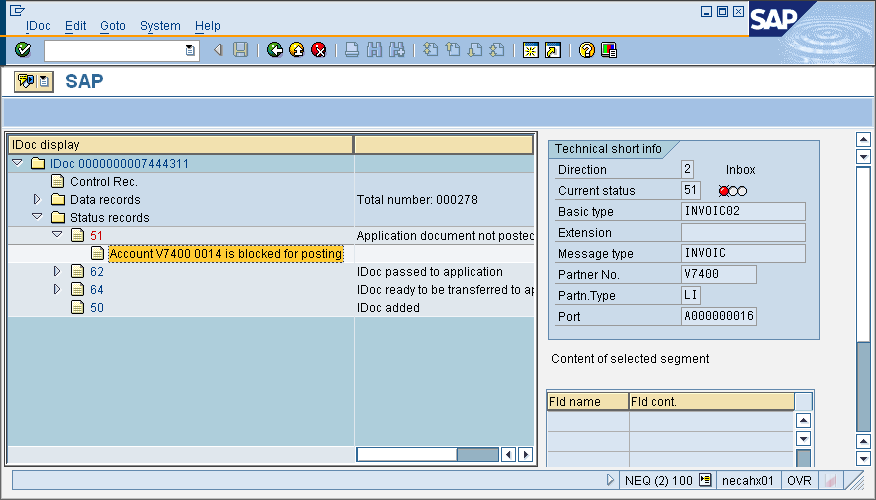 IDoc Edit Goto System Help
SAP
SAP
IDoc display
IDoc 0000000007444311
Control Rec.
Data records Total number: 000278
Status records
51 Application document not posted
Account V7400 0014 is blocked for posting
62 IDoc passed to application
64 IDoc ready to be transferred to ap
50 IDoc added
Technical short info
Direction 2 Inbox
Current status 51
Basic type INVOIC02
Extension
Message type INVOIC
Partner No. V7400
Partn.Type LI
Port A000000016
Content of selected segment
Fld name Fld cont.
NEQ (2) 100 necahx01 OVR